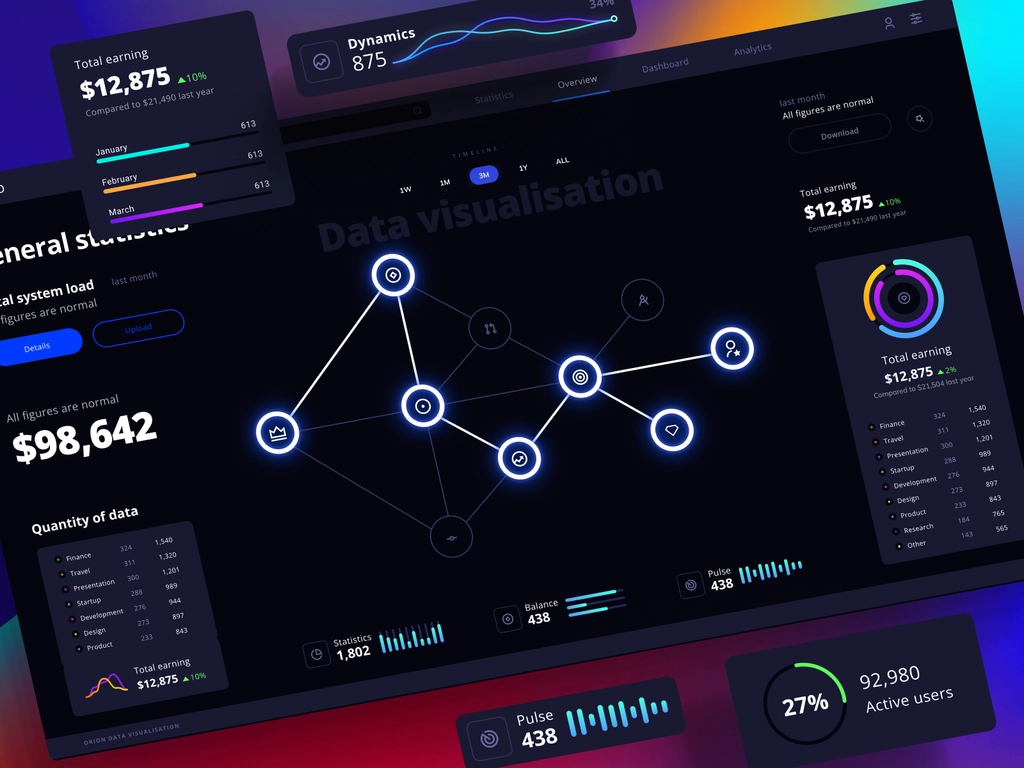 Total earning
$12,875 ▲10%
Compared to $21,490 last year
January 613
February 613
March 613
Dynamics
875
34%
Statistics
Overview
Dashboard
Analytics
TIMELINE
1W
1M
3M
1Y
ALL
Data visualisation
eneral statistics
tal system load
last month
figures are normal
Details
Upload
All figures are normal
$98,642
Quantity of data
Finance 324 1,540
Travel 311 1,320
Presentation 300 1,201
Startup 288 989
Development 276 944
Design 273 897
Product 233 843
Total earning
$12,875 ▲10%
ORION DATA VISUALISATION
Statistics
1,802
Balance
438
Pulse
438
last month
All figures are normal
Download
Total earning
$12,875 ▲10%
Compared to $21,490 last year
Total earning
$12,875 ▲2%
Compared to $21,504 last year
Finance 324 1,540
Travel 311 1,320
Presentation 300 1,201
Startup 288 989
Development 276 944
Design 273 897
Product 233 843
Research 184 765
Other 143 565
Pulse
438
27%
92,980
Active users